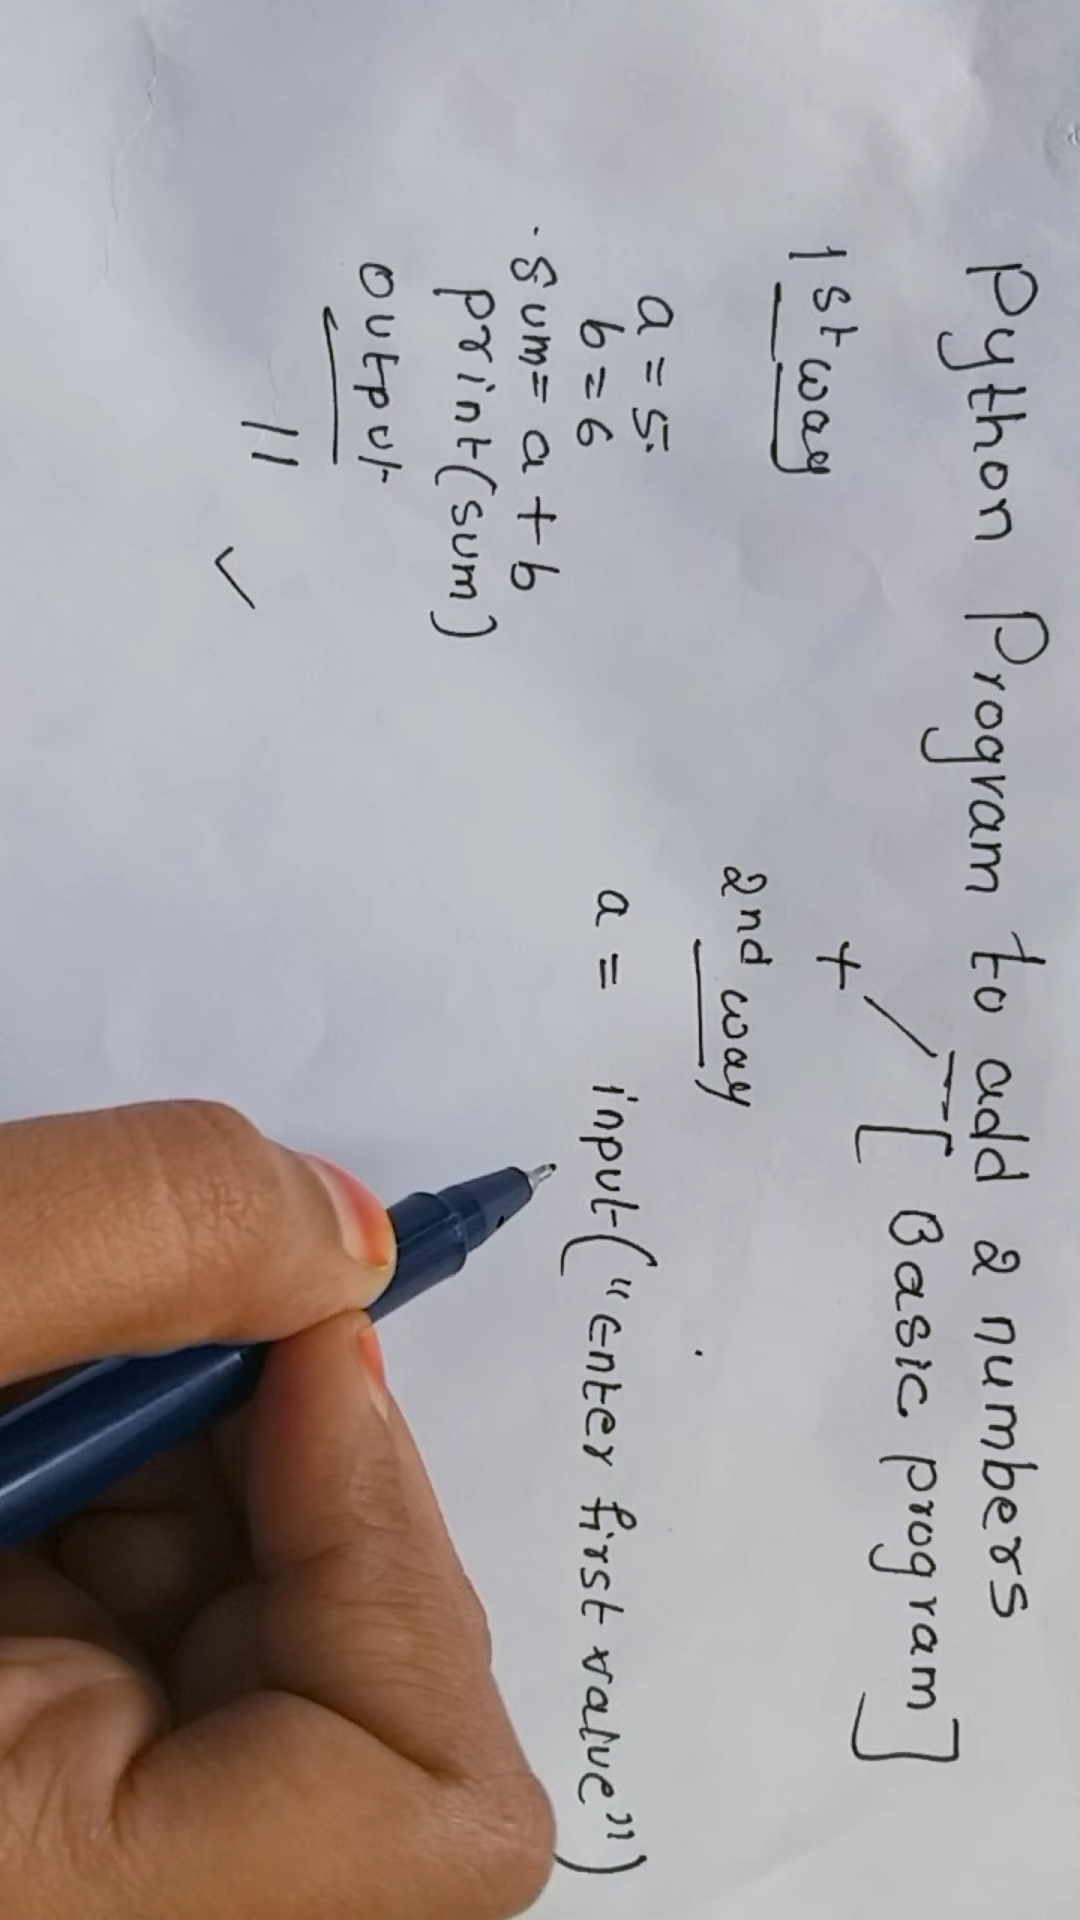 Python Program to add 2 numbers
+ [Basic program]
1st way
a = 5
b = 6
sum = a + b
print(sum)
output
11
2nd way
a = input("Enter first value")